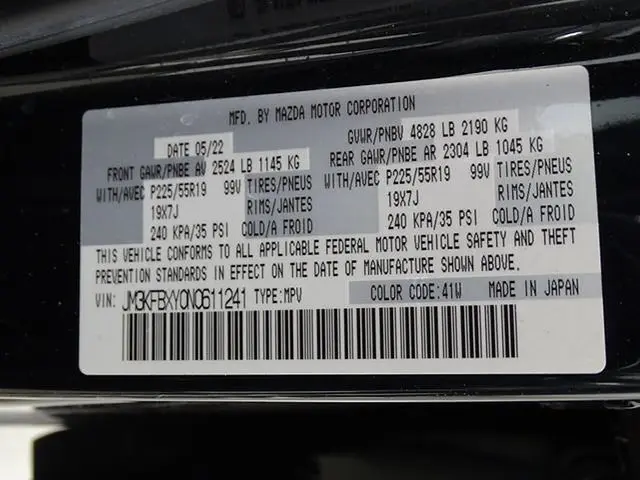 MFD. BY MAZDA MOTOR CORPORATION
DATE 05/22 GVWR/PNBV 4828 LB 2190 KG
FRONT GAWR/PNBE AV 2524 LB 1145 KG REAR GAWR/PNBE AR 2304 LB 1045 KG
WITH/AVEC P225/55R19 99V TIRES/PNEUS WITH/AVEC P225/55R19 99V TIRES/PNEUS
19X7J RIMS/JANTES 19X7J RIMS/JANTES
240 KPA/35 PSI COLD/A FROID 240 KPA/35 PSI COLD/A FROID
THIS VEHICLE CONFORMS TO ALL APPLICABLE FEDERAL MOTOR VEHICLE SAFETY AND THEFT
PREVENTION STANDARDS IN EFFECT ON THE DATE OF MANUFACTURE SHOWN ABOVE.
VIN: JM3KFBXY0N0611241 TYPE:MPV COLOR CODE:41W MADE IN JAPAN